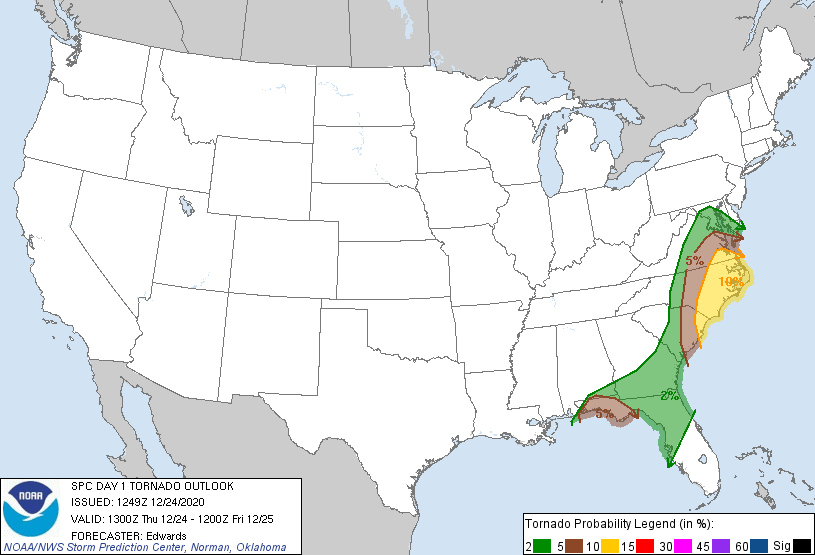 5%
10%
2%
5%
NOAA
SPC DAY 1 TORNADO OUTLOOK
ISSUED: 1249Z 12/24/2020
VALID: 1300Z Thu 12/24 - 1200Z Fri 12/25
FORECASTER: Edwards
NOAA/NWS Storm Prediction Center, Norman, Oklahoma
Tornado Probability Legend (in %):
2 5 10 15 30 45 60 Sig